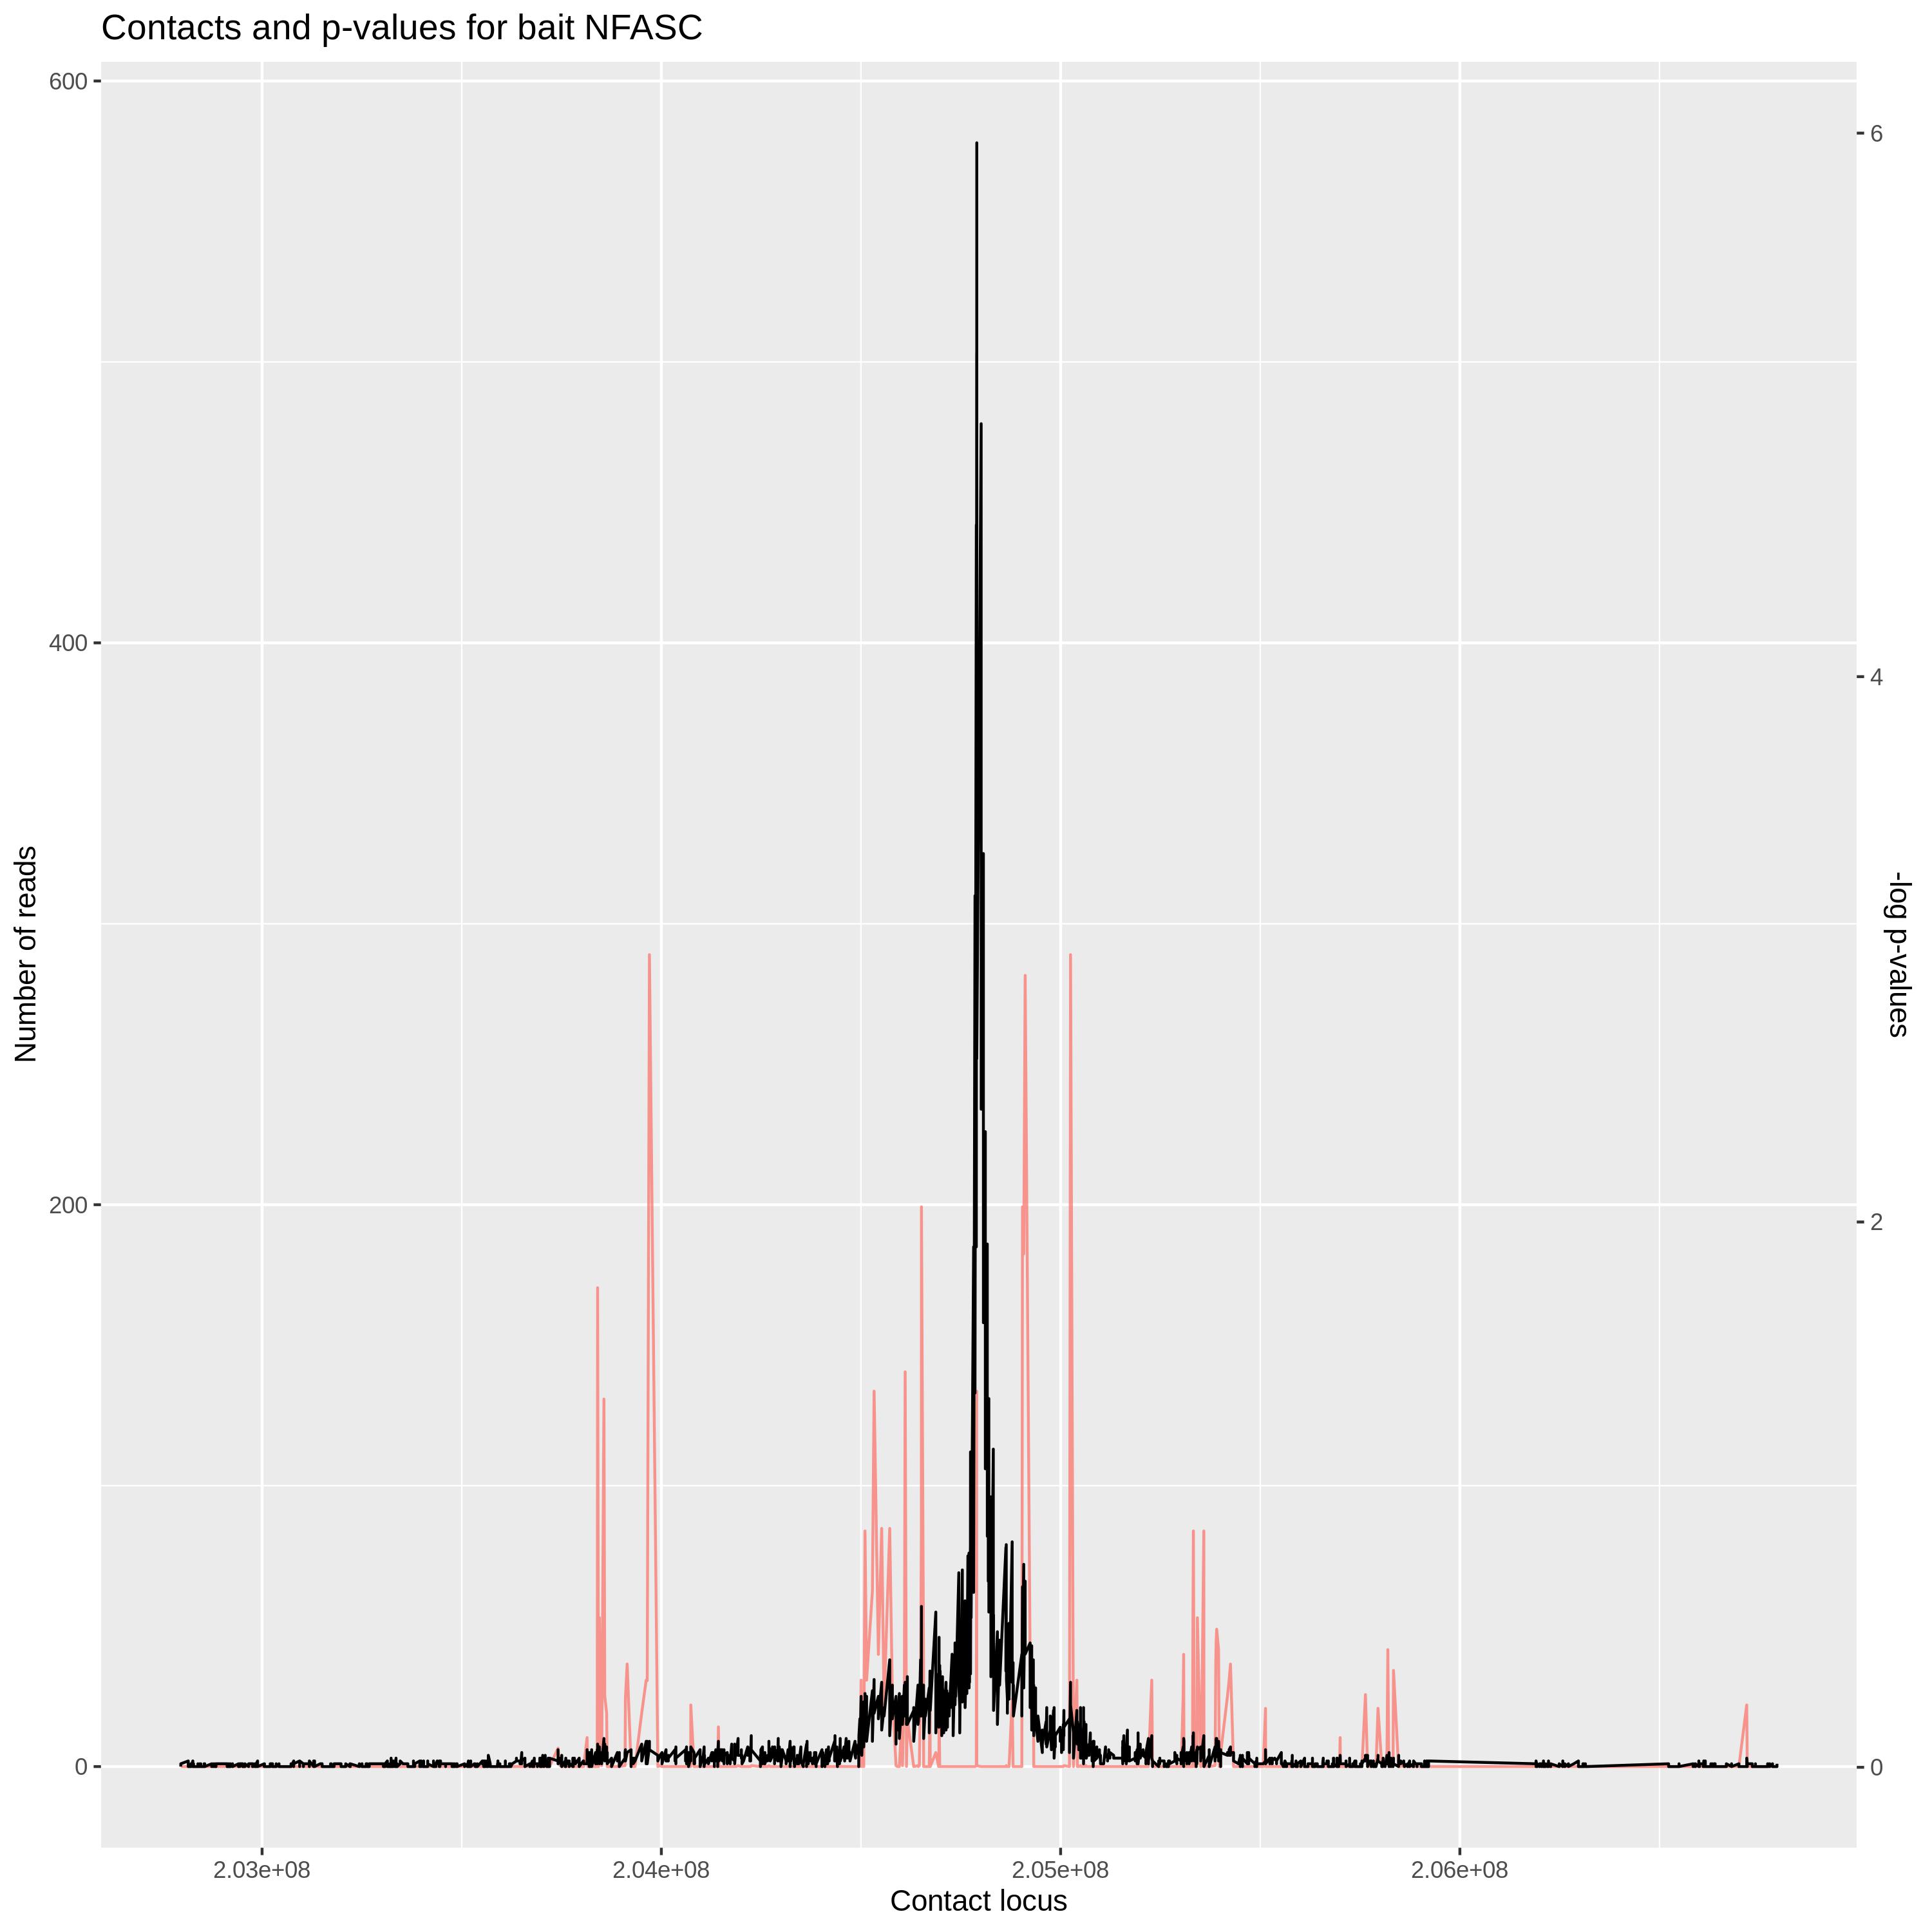 Contacts and p-values for bait NFASC
600
400
200
0
Number of reads
6
4
2
0
-log p-values
2.03e+08
2.04e+08
2.05e+08
2.06e+08
Contact locus